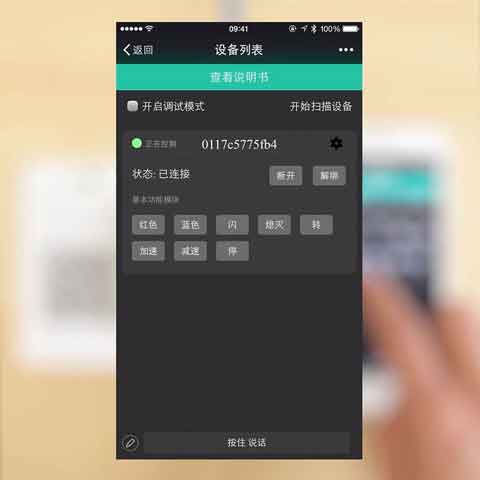 09:41
100%
返回
设备列表
查看说明书
开启调试模式
开始扫描设备
正在控制
0117c5775fb4
状态: 已连接
断开
解绑
基本功能模块
红色
蓝色
闪
熄灭
转
加速
减速
停
按住 说话